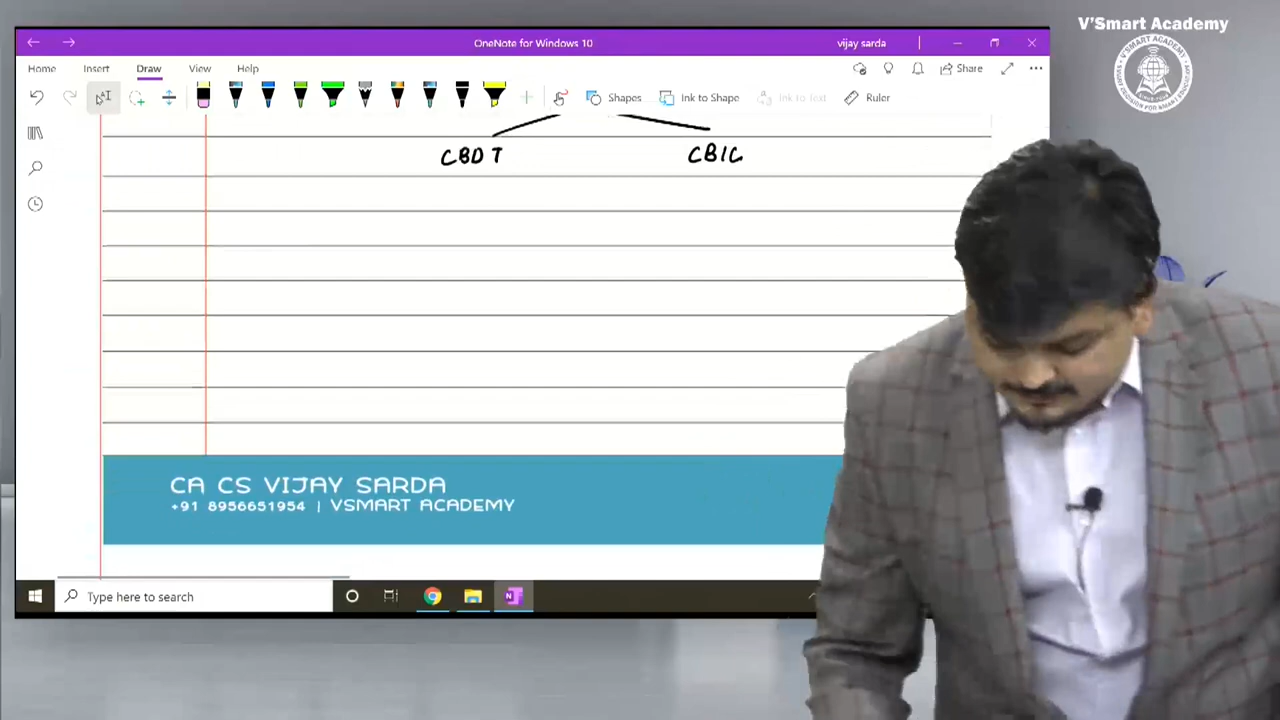 V'Smart Academy
OneNote for Windows 10
vijay sarda
Home Insert Draw View Help
Share
Shapes Ink to Shape Ink to Text Ruler
CBDT CBIC
CA CS VIJAY SARDA
+91 8956651954 | VSMART ACADEMY
Type here to search